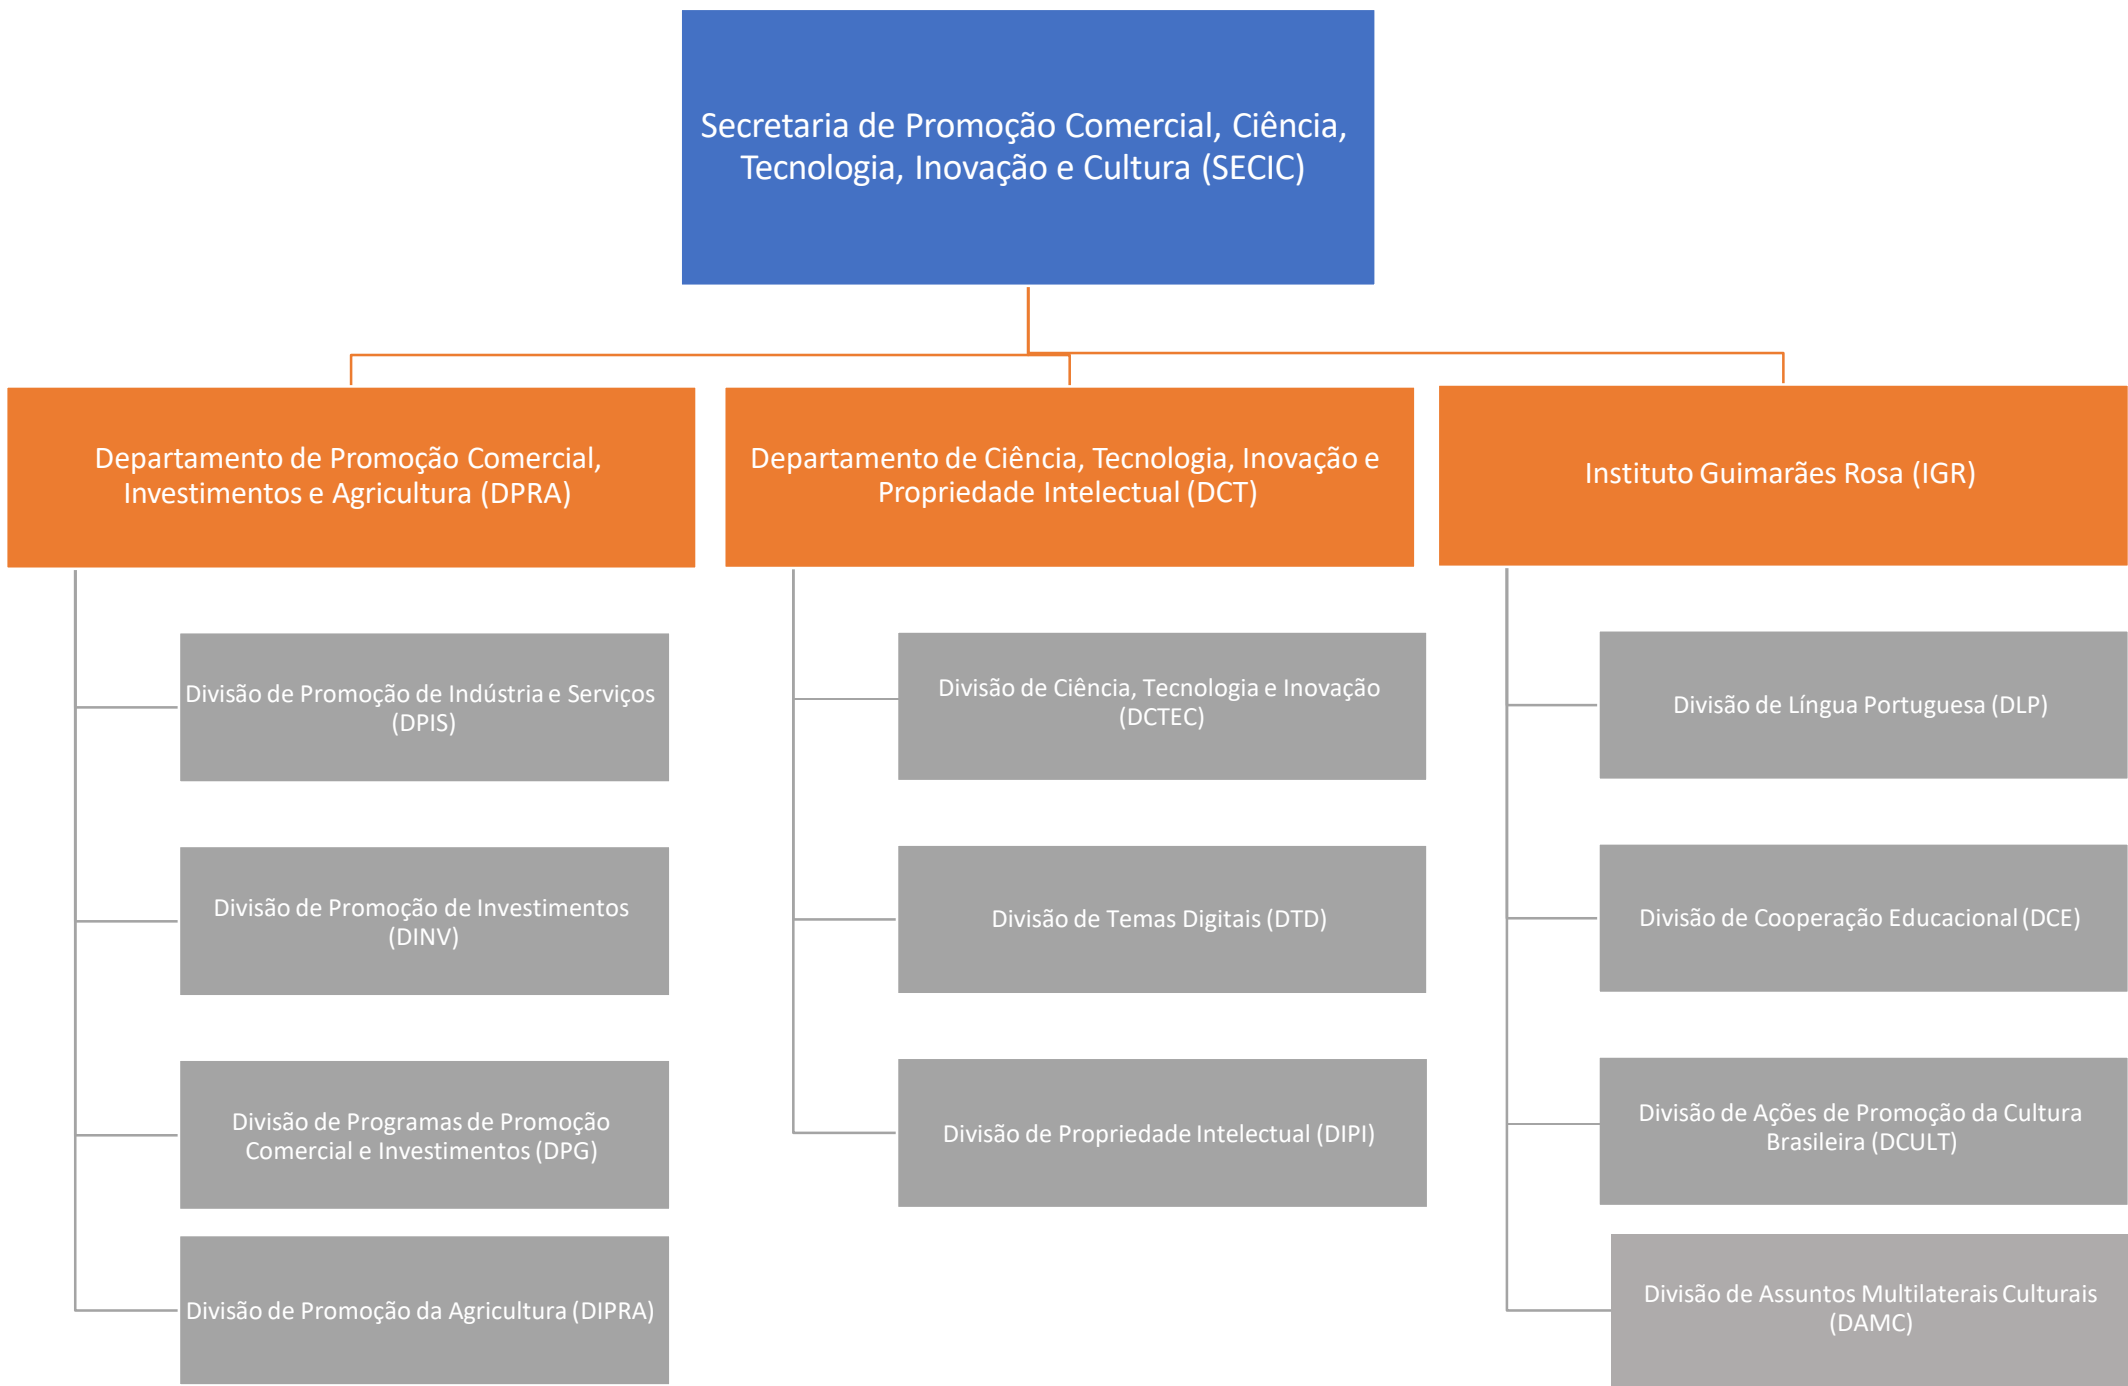 Secretaria de Promoção Comercial, Ciência,
Tecnologia, Inovação e Cultura (SECIC)
Departamento de Promoção Comercial,
Investimentos e Agricultura (DPRA)
Departamento de Ciência, Tecnologia, Inovação e
Propriedade Intelectual (DCT)
Instituto Guimarães Rosa (IGR)
Divisão de Promoção de Indústria e Serviços
(DPIS)
Divisão de Promoção de Investimentos
(DINV)
Divisão de Programas de Promoção
Comercial e Investimentos (DPG)
Divisão de Promoção da Agricultura (DIPRA)
Divisão de Ciência, Tecnologia e Inovação
(DCTEC)
Divisão de Temas Digitais (DTD)
Divisão de Propriedade Intelectual (DIPI)
Divisão de Língua Portuguesa (DLP)
Divisão de Cooperação Educacional (DCE)
Divisão de Ações de Promoção da Cultura
Brasileira (DCULT)
Divisão de Assuntos Multilaterais Culturais
(DAMC)